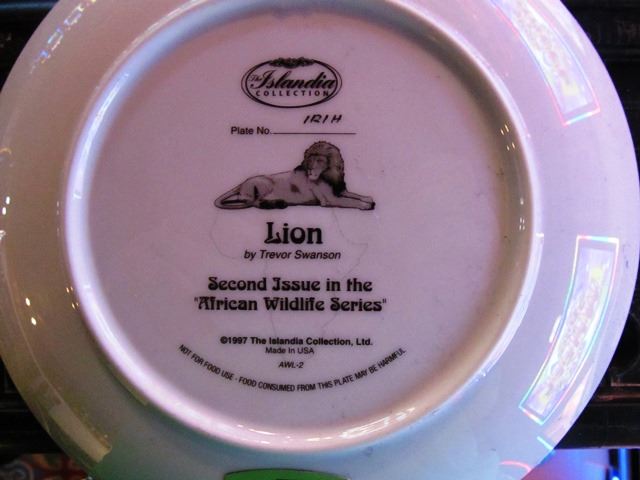 The Islandia
COLLECTION
Plate No. 1R1H
Lion
by Trevor Swanson
Second Issue in the
"African Wildlife Series"
©1997 The Islandia Collection, Ltd.
Made In USA
AWL-2
NOT FOR FOOD USE - FOOD CONSUMED FROM THIS PLATE MAY BE HARMFUL